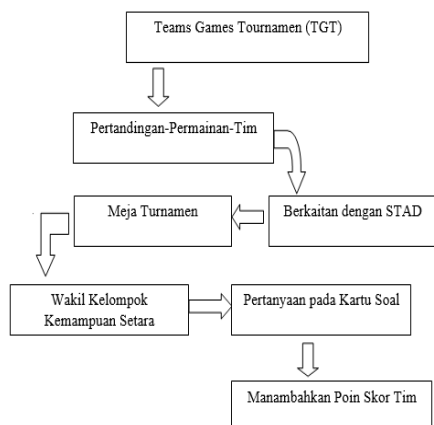 Teams Games Tournamen (TGT)
Pertandingan-Permainan-Tim
Berkaitan dengan STAD
Meja Turnamen
Wakil Kelompok
Kemampuan Setara
Pertanyaan pada Kartu Soal
Manambahkan Poin Skor Tim